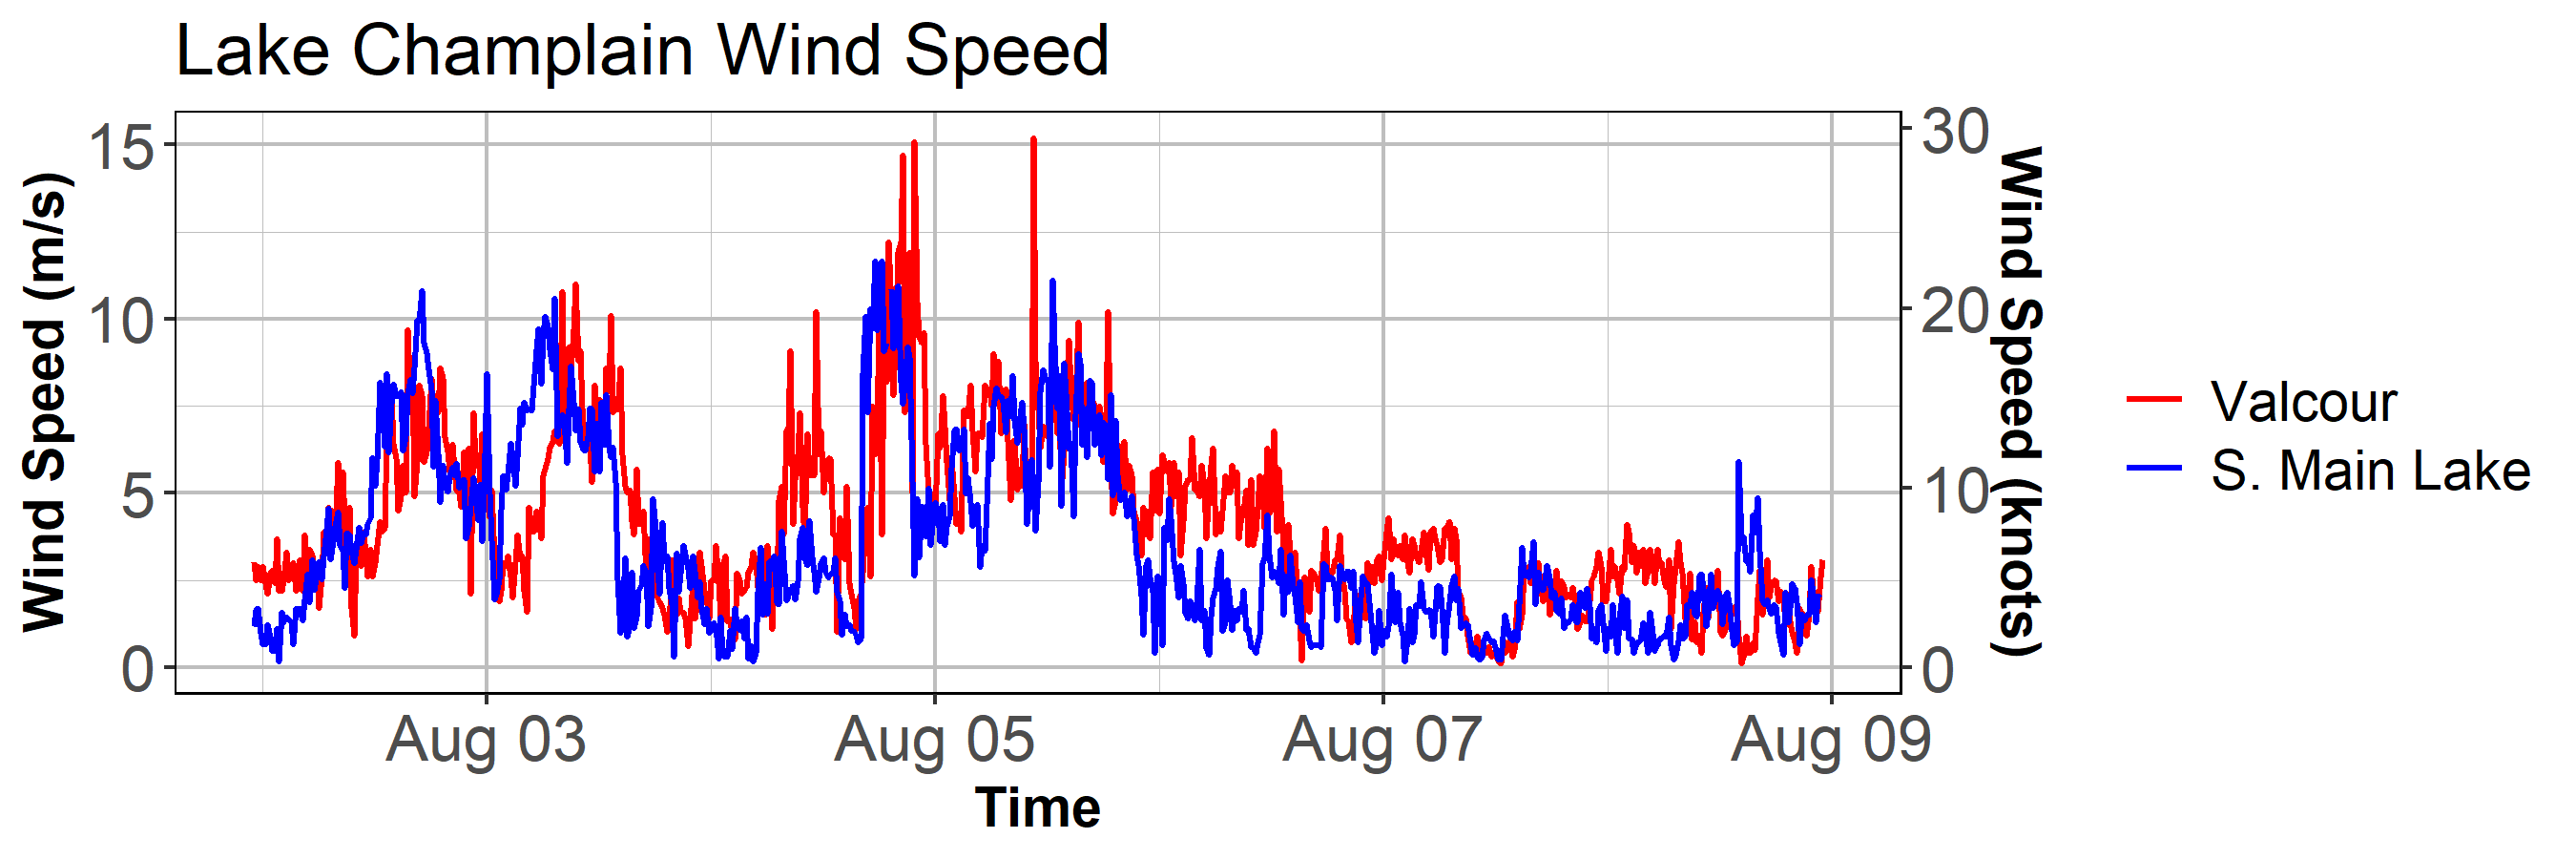 Lake Champlain Wind Speed
Wind Speed (m/s)
15
10
5
0
30
20
10
0
Wind Speed (knots)
Aug 03
Aug 05
Aug 07
Aug 09
Time
Valcour
S. Main Lake